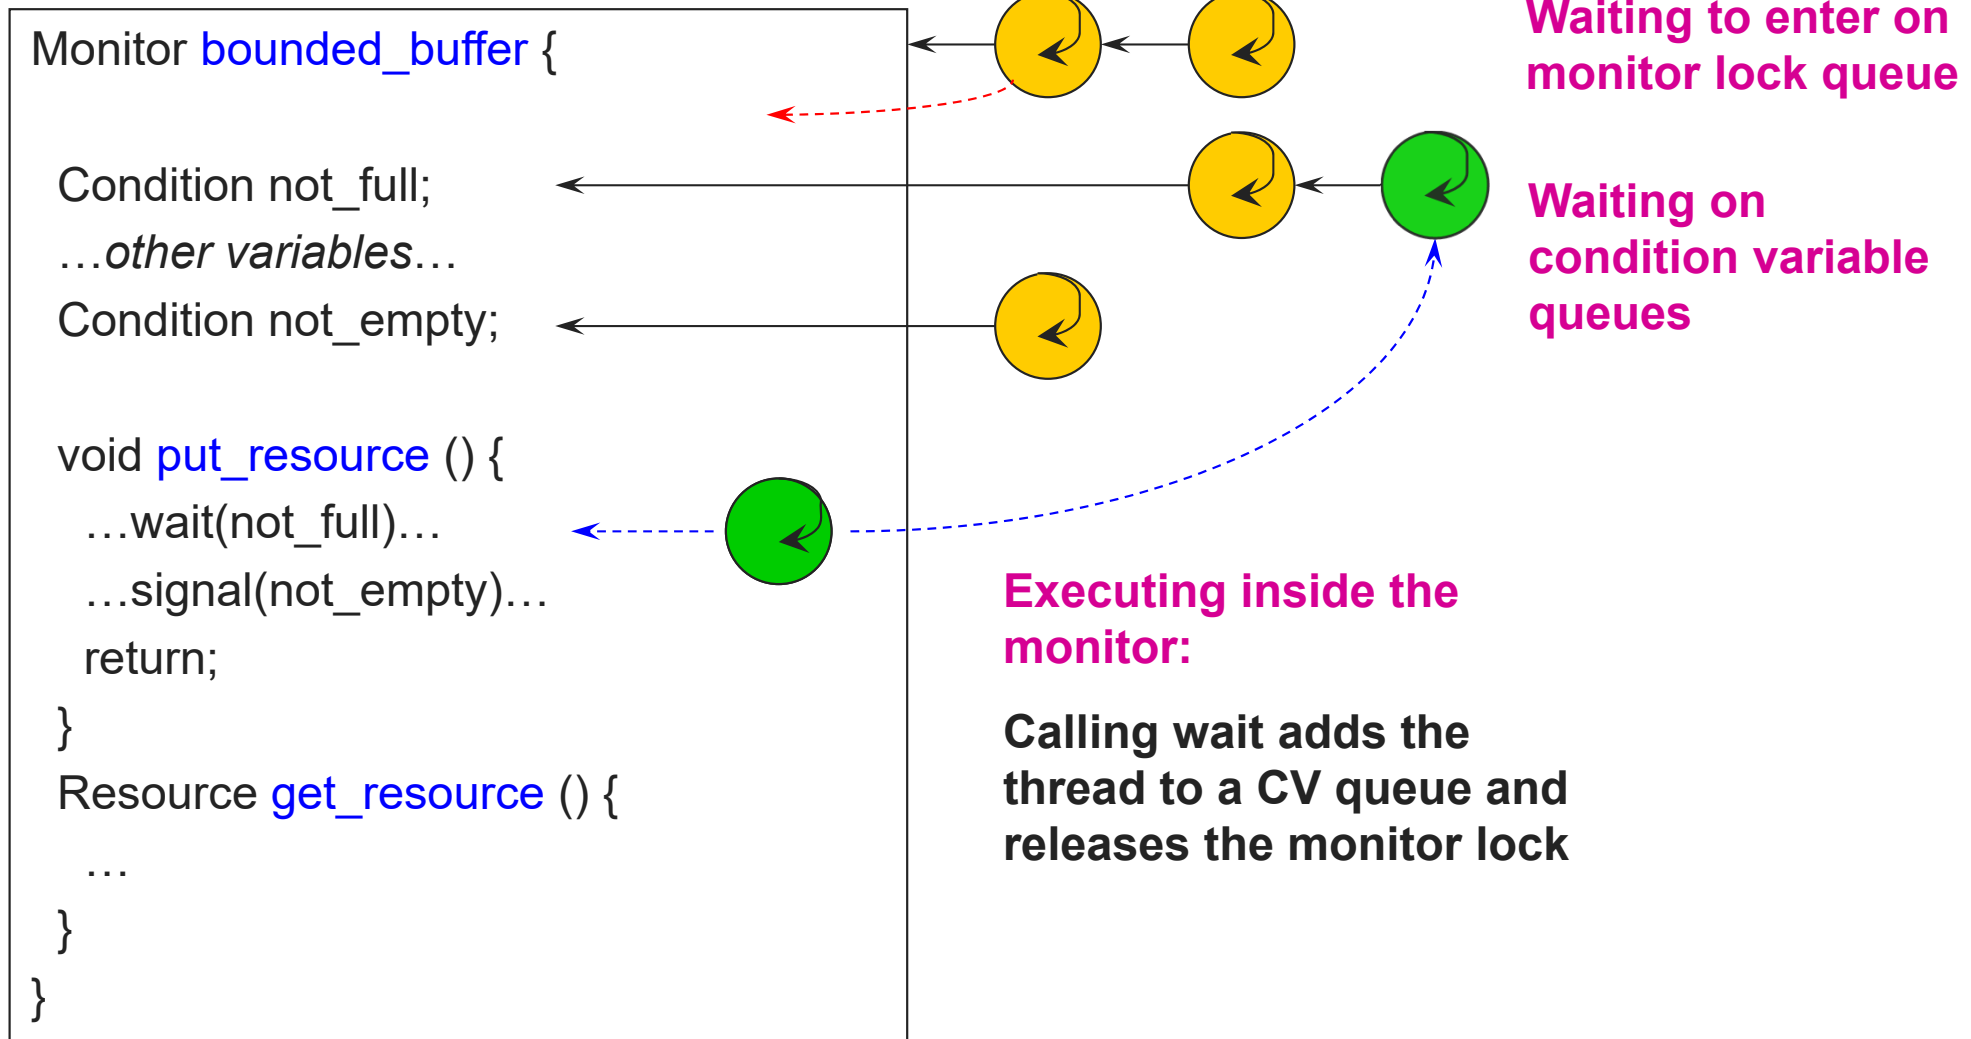 Monitor bounded_buffer {
Condition not_full;
…other variables…
Condition not_empty;
void put_resource () {
…wait(not_full)…
…signal(not_empty)…
return;
}
Resource get_resource () {
…
}
}
Waiting to enter on
monitor lock queue
Waiting on
condition variable
queues
Executing inside the
monitor:
Calling wait adds the
thread to a CV queue and
releases the monitor lock